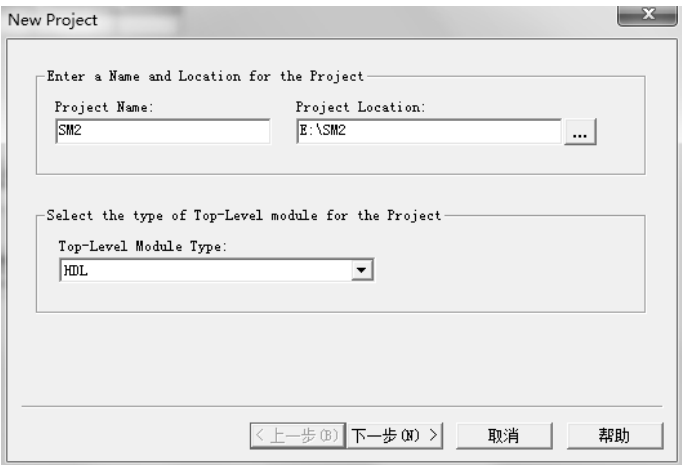 New Project
Enter a Name and Location for the Project
Project Name: Project Location:
SM2 E:\SM2 ...
Select the type of Top-Level module for the Project
Top-Level Module Type:
HDL
< 上一步(B) 下一步(N) > 取消 帮助